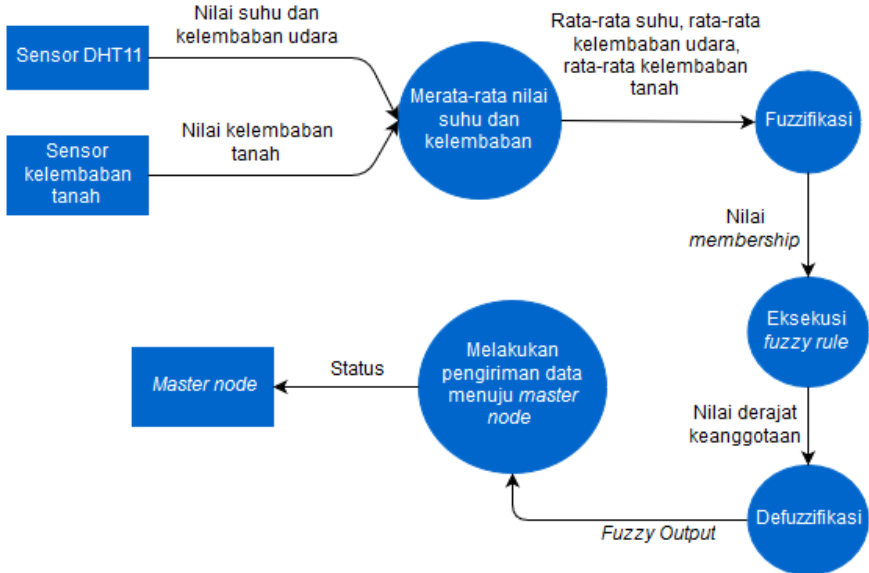 Sensor DHT11
Nilai suhu dan
kelembaban udara
Sensor
kelembaban
tanah
Nilai kelembaban
tanah
Merata-rata nilai
suhu dan
kelembaban
Rata-rata suhu, rata-rata
kelembaban udara,
rata-rata kelembaban
tanah
Fuzzifikasi
Nilai
membership
Eksekusi
fuzzy rule
Nilai derajat
keanggotaan
Defuzzifikasi
Fuzzy Output
Melakukan
pengiriman data
menuju master
node
Status
Master node